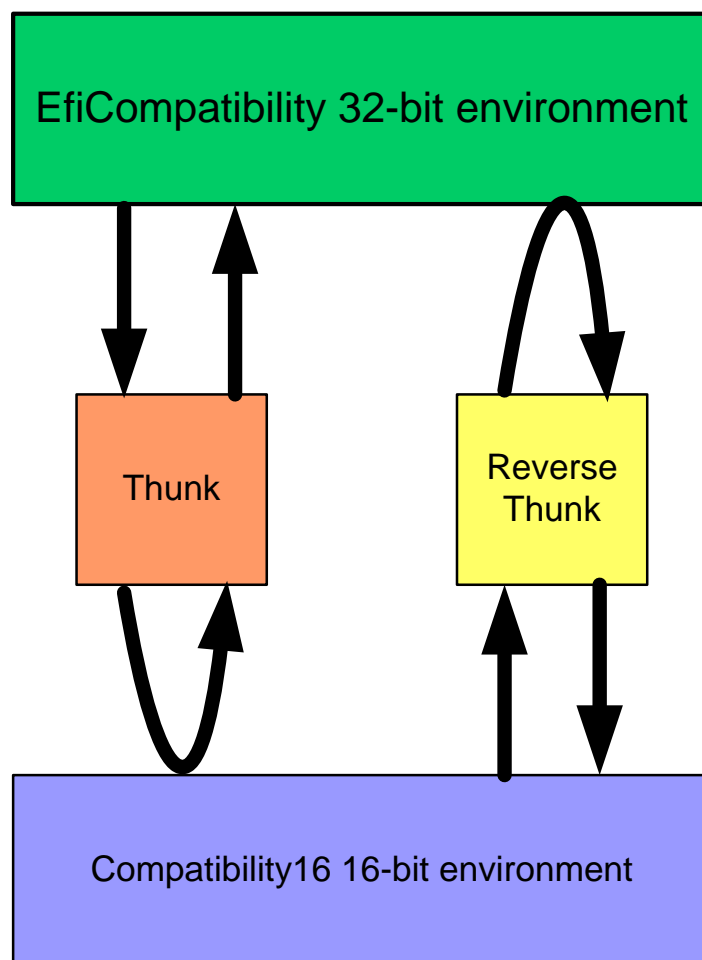 EfiCompatibility 32-bit environment
Thunk
Reverse
Thunk
Compatibility16 16-bit environment